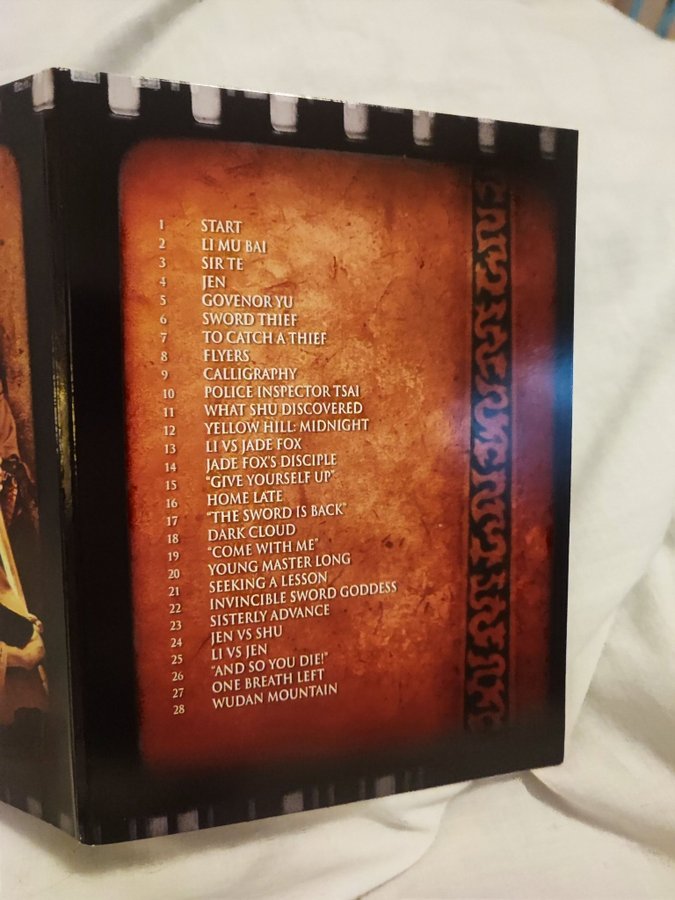 1 START
2 LI MU BAI
3 SIR TE
4 JEN
5 GOVENOR YU
6 SWORD THIEF
7 TO CATCH A THIEF
8 FLYERS
9 CALLIGRAPHY
10 POLICE INSPECTOR TSAI
11 WHAT SHU DISCOVERED
12 YELLOW HILL: MIDNIGHT
13 LI VS JADE FOX
14 JADE FOX'S DISCIPLE
15 "GIVE YOURSELF UP"
16 HOME LATE
17 "THE SWORD IS BACK"
18 DARK CLOUD
19 "COME WITH ME"
20 YOUNG MASTER LONG
21 SEEKING A LESSON
22 INVINCIBLE SWORD GODDESS
23 SISTERLY ADVANCE
24 JEN VS SHU
25 LI VS JEN
26 "AND SO YOU DIE!"
27 ONE BREATH LEFT
28 WUDAN MOUNTAIN